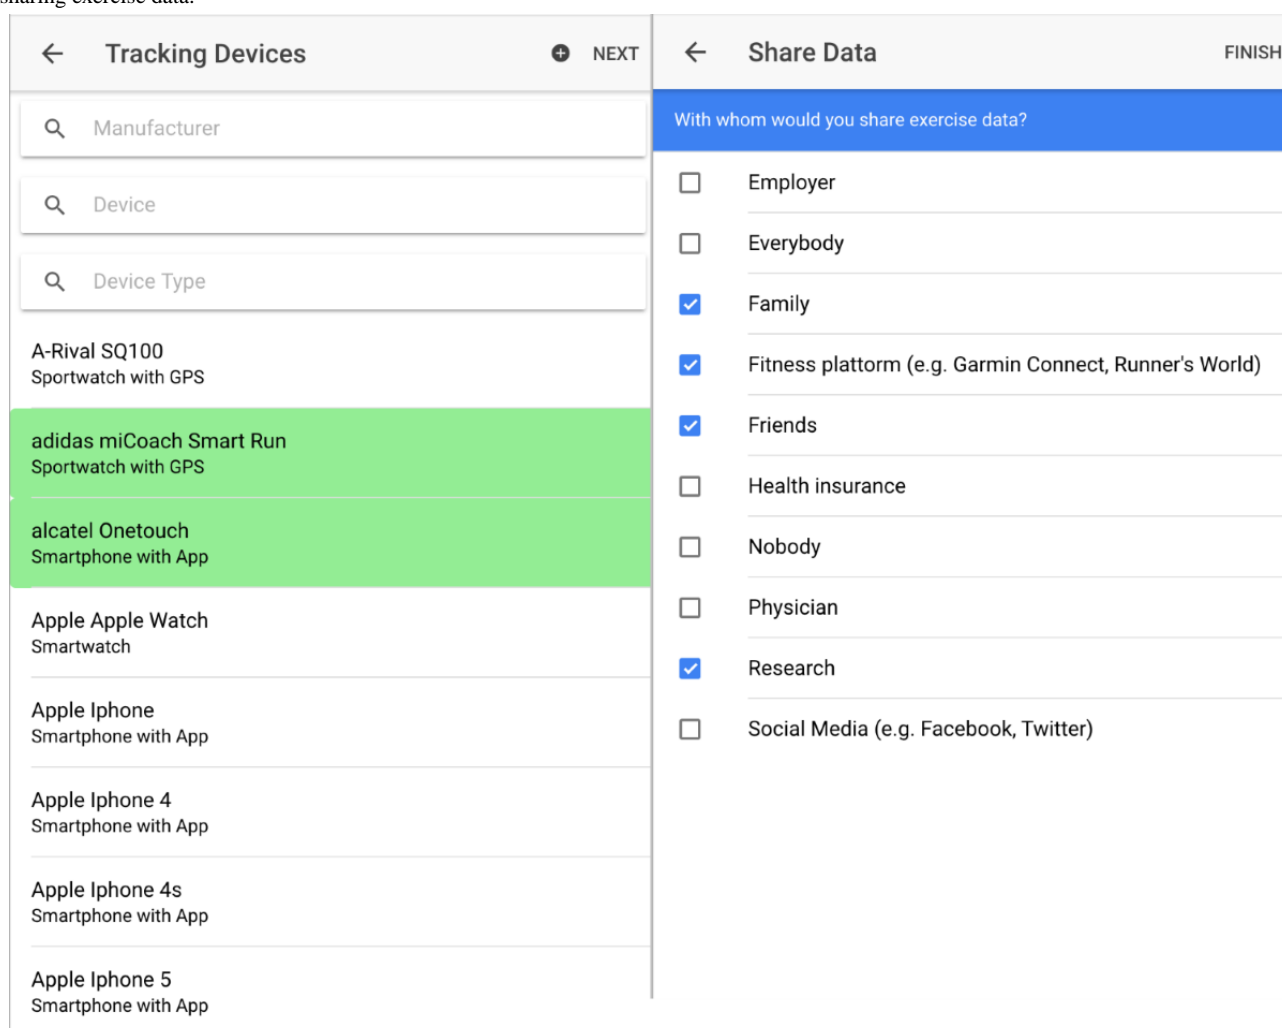 sharing exercise data.
Tracking Devices
NEXT
Manufacturer
Device
Device Type
A-Rival SQ100
Sportwatch with GPS
adidas miCoach Smart Run
Sportwatch with GPS
alcatel Onetouch
Smartphone with App
Apple Apple Watch
Smartwatch
Apple Iphone
Smartphone with App
Apple Iphone 4
Smartphone with App
Apple Iphone 4s
Smartphone with App
Apple Iphone 5
Smartphone with App
Share Data
FINISH
With whom would you share exercise data?
Employer
Everybody
Family
Fitness plattorm (e.g. Garmin Connect, Runner's World)
Friends
Health insurance
Nobody
Physician
Research
Social Media (e.g. Facebook, Twitter)